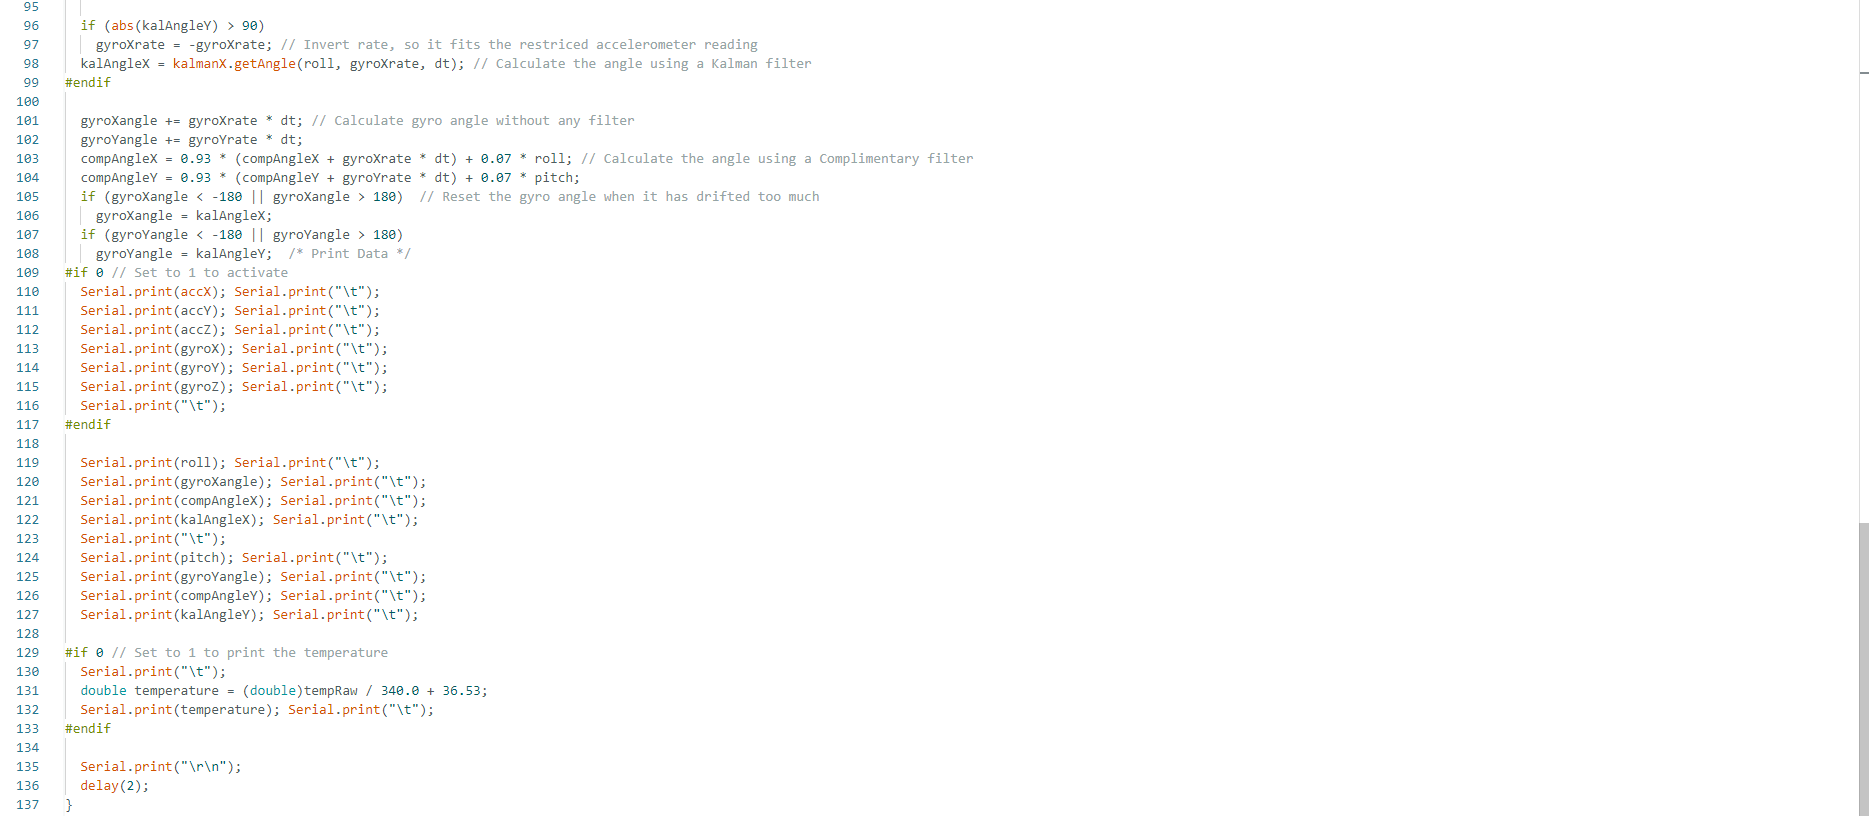 95
96 if (abs(kalAngleY) > 90)
97 gyroXrate = -gyroXrate; // Invert rate, so it fits the restriced accelerometer reading
98 kalAngleX = kalmanX.getAngle(roll, gyroXrate, dt); // Calculate the angle using a Kalman filter
99 #endif
100
101 gyroXangle += gyroXrate * dt; // Calculate gyro angle without any filter
102 gyroYangle += gyroYrate * dt;
103 compAngleX = 0.93 * (compAngleX + gyroXrate * dt) + 0.07 * roll; // Calculate the angle using a Complimentary filter
104 compAngleY = 0.93 * (compAngleY + gyroYrate * dt) + 0.07 * pitch;
105 if (gyroXangle < -180 || gyroXangle > 180) // Reset the gyro angle when it has drifted too much
106 gyroXangle = kalAngleX;
107 if (gyroYangle < -180 || gyroYangle > 180)
108 gyroYangle = kalAngleY; /* Print Data */
109 #if 0 // Set to 1 to activate
110 Serial.print(accX); Serial.print("\t");
111 Serial.print(accY); Serial.print("\t");
112 Serial.print(accZ); Serial.print("\t");
113 Serial.print(gyroX); Serial.print("\t");
114 Serial.print(gyroY); Serial.print("\t");
115 Serial.print(gyroZ); Serial.print("\t");
116 Serial.print("\t");
117 #endif
118
119 Serial.print(roll); Serial.print("\t");
120 Serial.print(gyroXangle); Serial.print("\t");
121 Serial.print(compAngleX); Serial.print("\t");
122 Serial.print(kalAngleX); Serial.print("\t");
123 Serial.print("\t");
124 Serial.print(pitch); Serial.print("\t");
125 Serial.print(gyroYangle); Serial.print("\t");
126 Serial.print(compAngleY); Serial.print("\t");
127 Serial.print(kalAngleY); Serial.print("\t");
128
129 #if 0 // Set to 1 to print the temperature
130 Serial.print("\t");
131 double temperature = (double)tempRaw / 340.0 + 36.53;
132 Serial.print(temperature); Serial.print("\t");
133 #endif
134
135 Serial.print("\r\n");
136 delay(2);
137 }